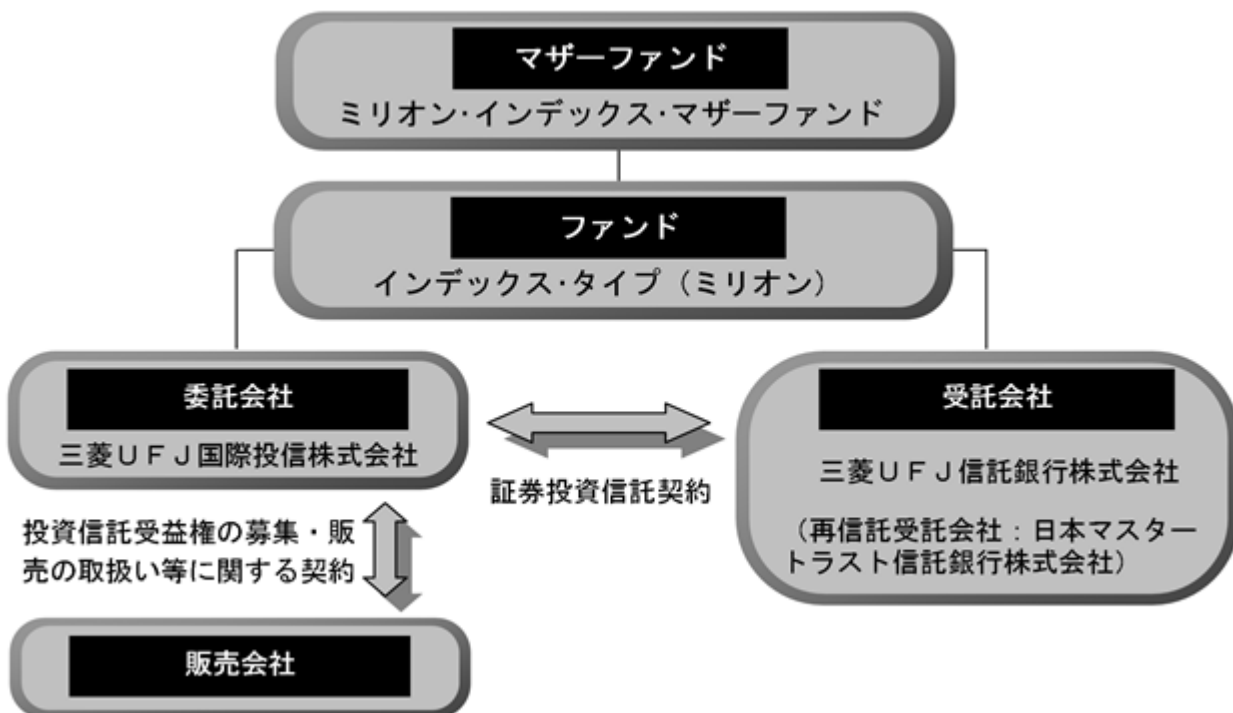 マザーファンド
ミリオン・インデックス・マザーファンド
ファンド
インデックス・タイプ（ミリオン）
委託会社
三菱ＵＦＪ国際投信株式会社
証券投資信託契約
受託会社
三菱ＵＦＪ信託銀行株式会社
（再信託受託会社：日本マスター
トラスト信託銀行株式会社）
投資信託受益権の募集・販
売の取扱い等に関する契約
販売会社